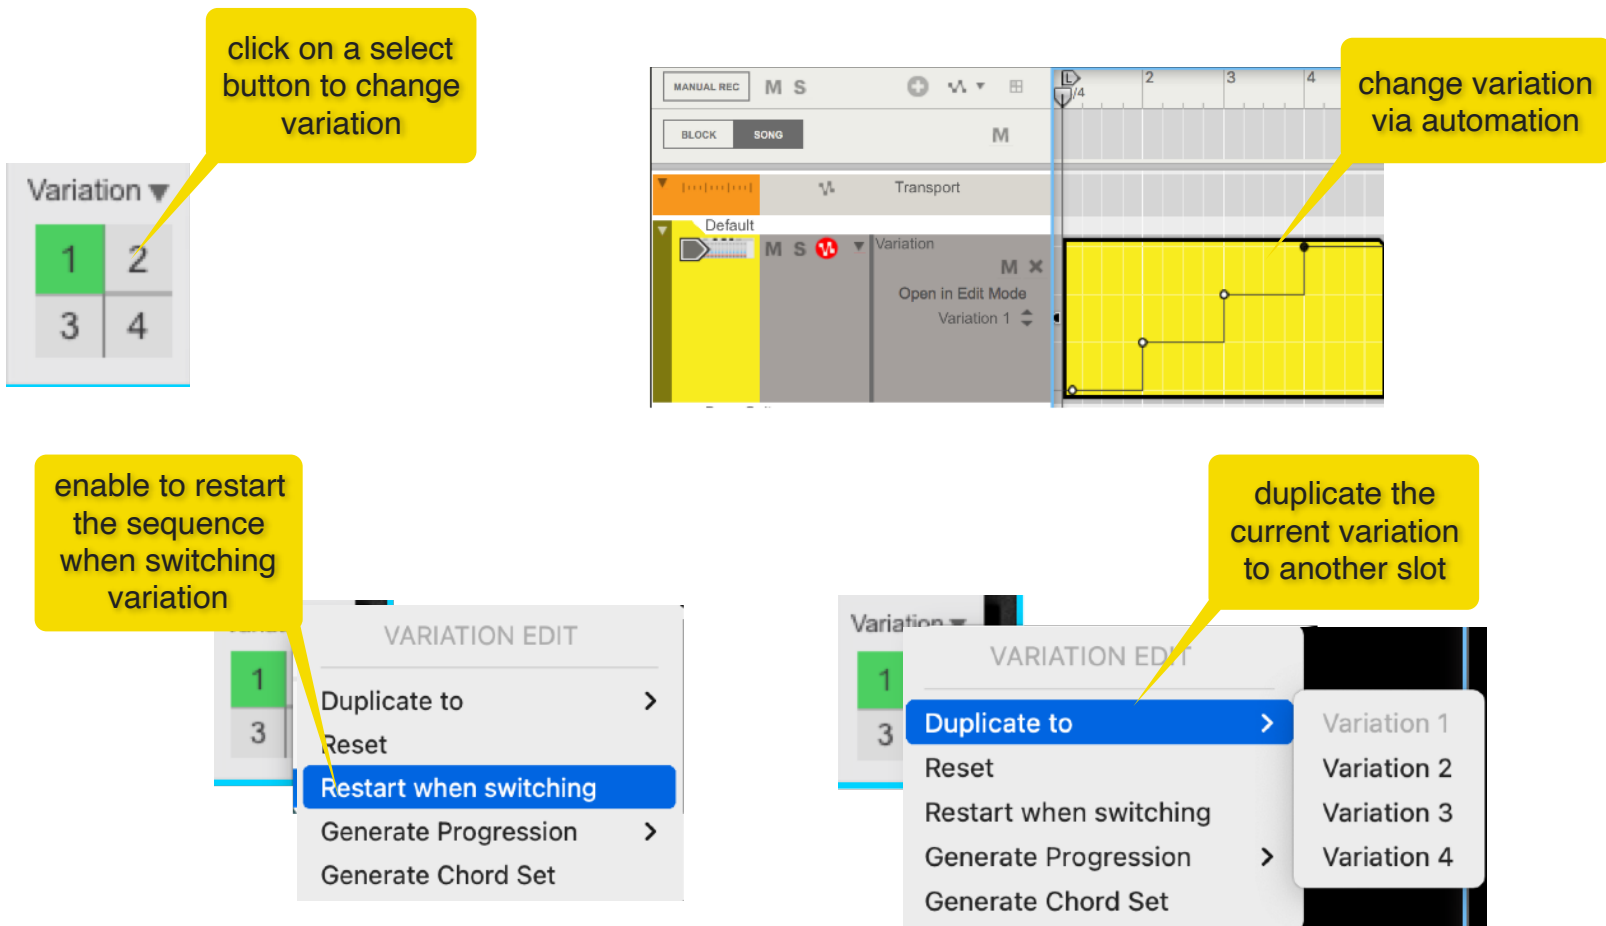 click on a select
button to change
variation
Variation
1 2
3 4
MANUAL REC M S
BLOCK SONG M
L 2 3 4
/4
Transport
Default
M S Variation
M
Open in Edit Mode
Variation 1
change variation
via automation
enable to restart
the sequence
when switching
variation
1
3
VARIATION EDIT
Duplicate to
Reset
Restart when switching
Generate Progression
Generate Chord Set
duplicate the
current variation
to another slot
Variation
1
3
VARIATION EDIT
Duplicate to
Reset
Restart when switching
Generate Progression
Generate Chord Set
Variation 1
Variation 2
Variation 3
Variation 4